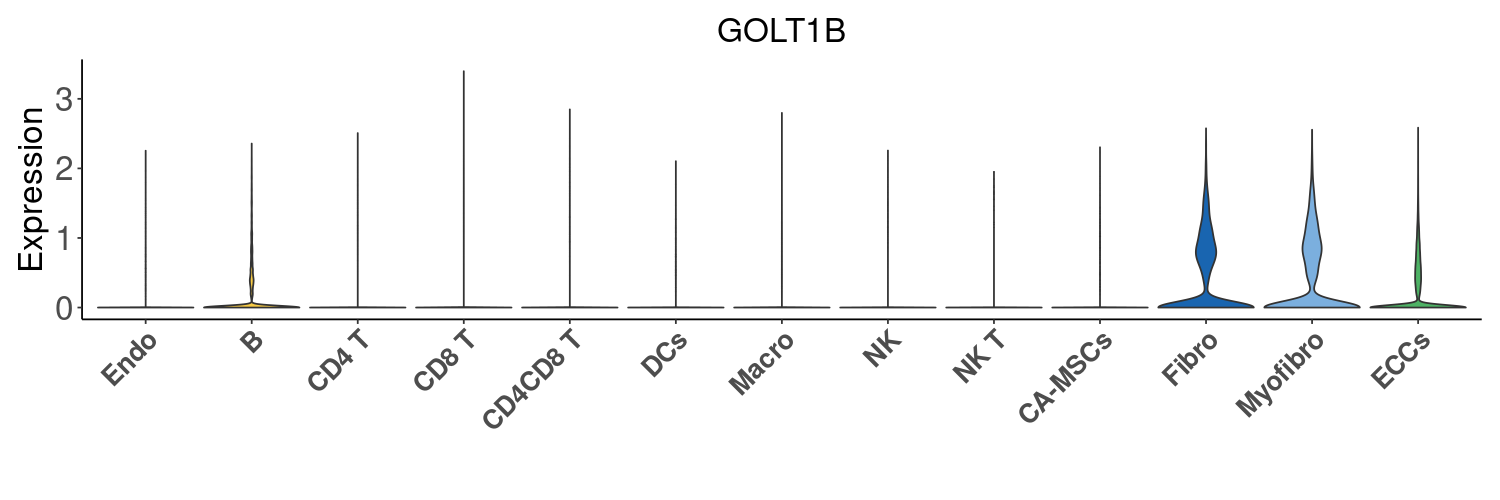 GOLT1B
Expression
3
2
1
0
Endo
B
CD4 T
CD8 T
CD4CD8 T
DCs
Macro
NK
NK T
CA-MSCs
Fibro
Myofibro
ECCs